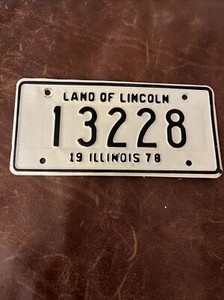 LAND OF LINCOLN
13228
19 ILLINOIS 78